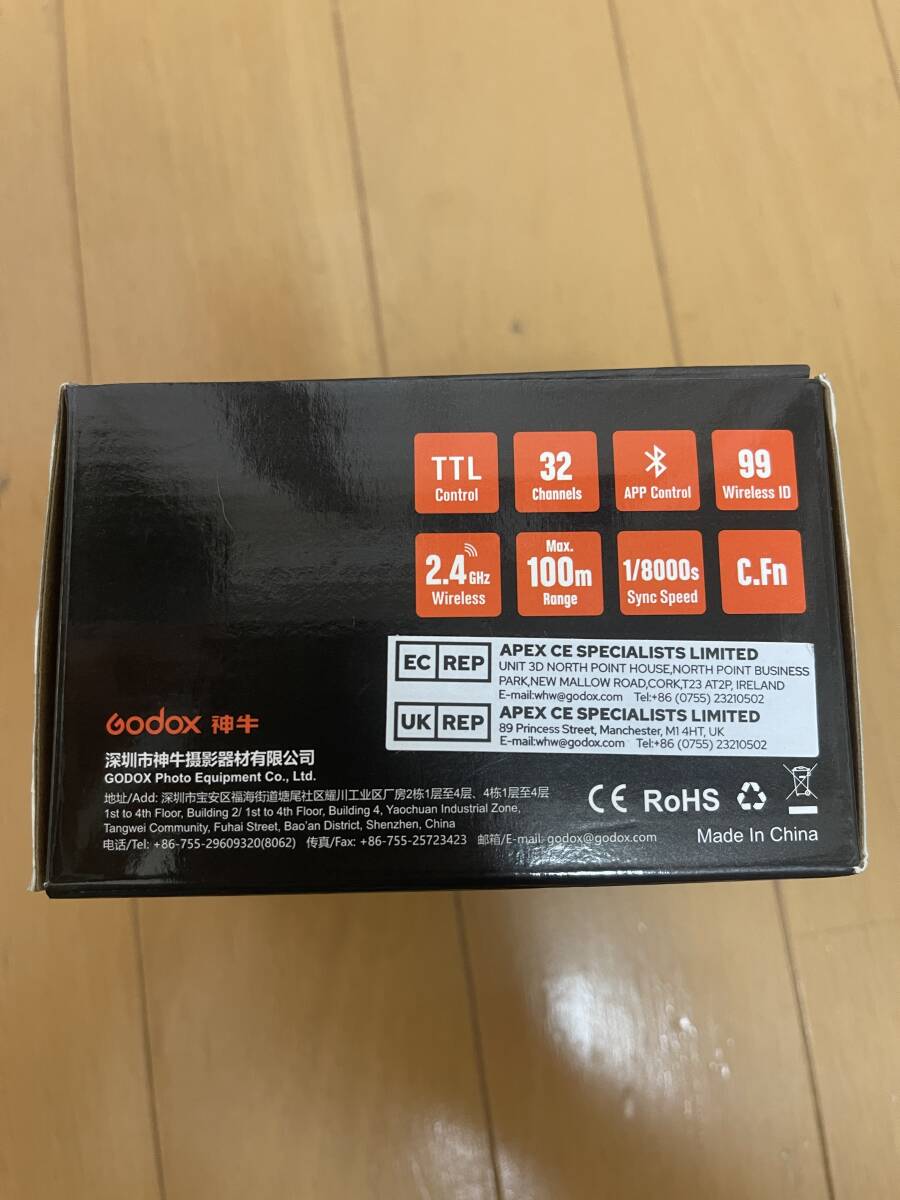 TTL
Control
32
Channels
APP Control
99
Wireless ID
2.4GHz
Wireless
Max.
100m
Range
1/8000s
Sync Speed
C.Fn
EC REP
APEX CE SPECIALISTS LIMITED
UNIT 3D NORTH POINT HOUSE,NORTH POINT BUSINESS
PARK,NEW MALLOW ROAD,CORK,T23 AT2P, IRELAND
E-mail:whw@godox.com Tel:+86 (0755) 23210502
UK REP
APEX CE SPECIALISTS LIMITED
89 Princess Street, Manchester, M1 4HT, UK
E-mail:whw@godox.com Tel:+86 (0755) 23210502
Godox 神牛
深圳市神牛摄影器材有限公司
GODOX Photo Equipment Co., Ltd.
地址/Add: 深圳市宝安区福海街道塘尾社区耀川工业区厂房2栋1层至4层、4栋1层至4层
1st to 4th Floor, Building 2/ 1st to 4th Floor, Building 4, Yaochuan Industrial Zone,
Tangwei Community, Fuhai Street, Bao'an District, Shenzhen, China
电话/Tel: +86-755-29609320(8062) 传真/Fax: +86-755-25723423 邮箱/E-mail: godox@godox.com
CE RoHS
Made In China